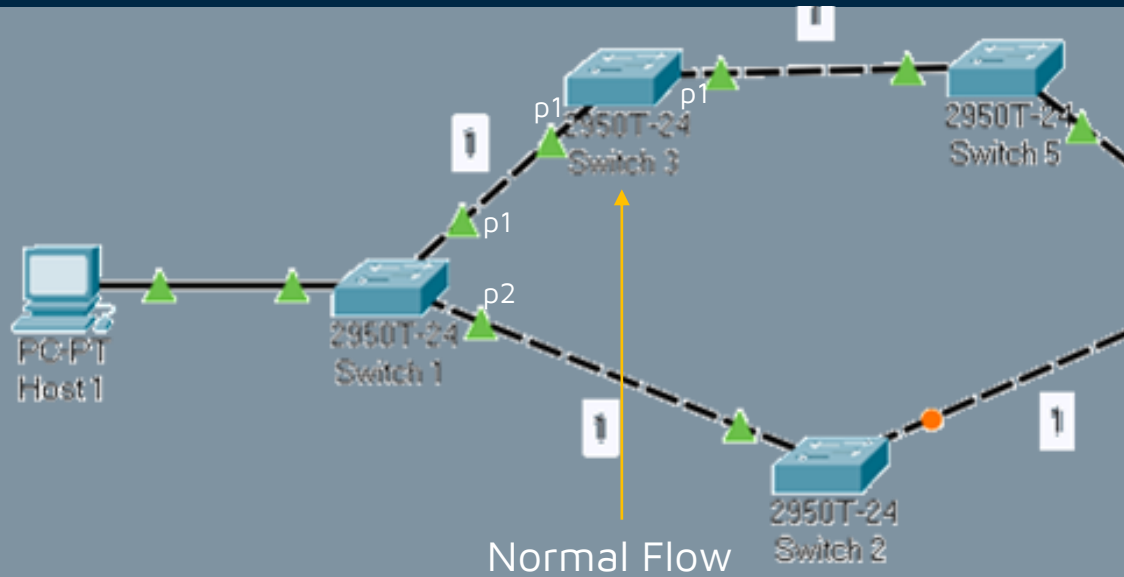 1
p1
p1
2950T-24
Switch 3
2950T-24
Switch 5
1
p1
p2
PC-PT
Host 1
2950T-24
Switch 1
1
1
2950T-24
Switch 2
Normal Flow